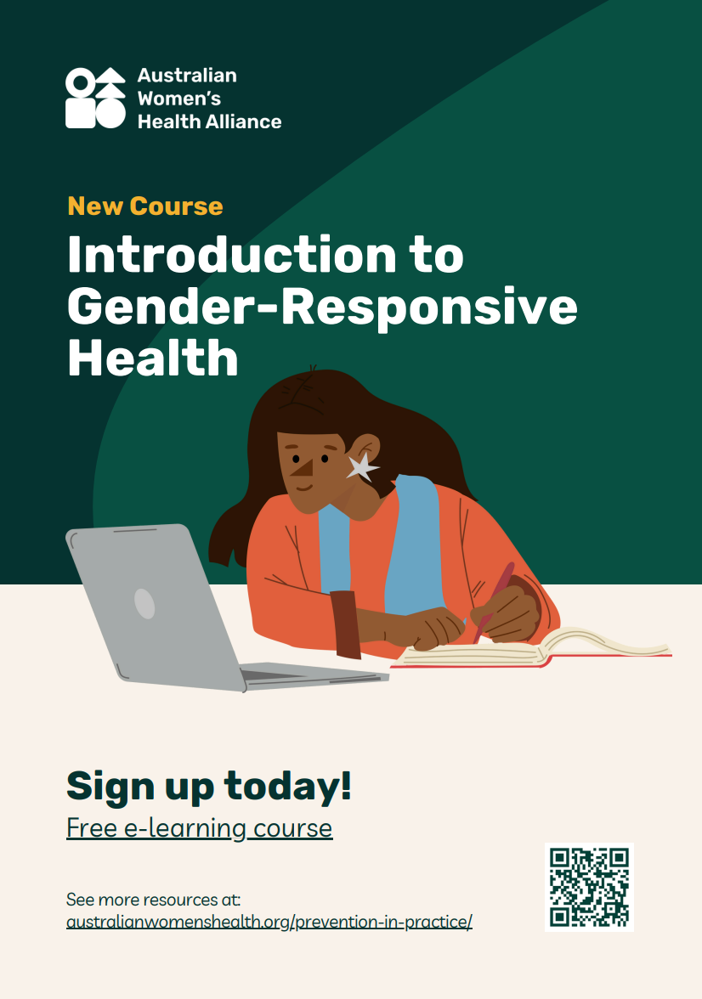 Australian
Women’s
Health Alliance
New Course
Introduction to
Gender-Responsive
Health
Sign up today!
Free e-learning course
See more resources at:
australianwomenshealth.org/prevention-in-practice/